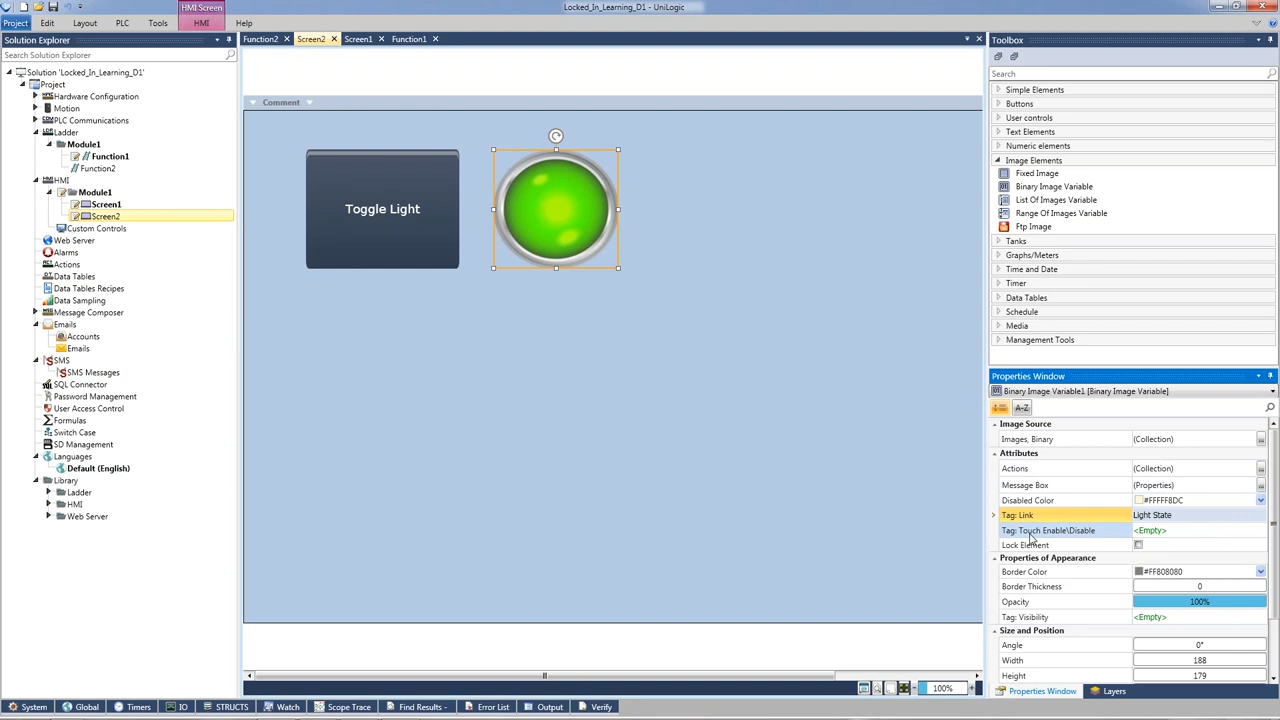 HMI Screen
Locked_In_Learning_D1* - UniLogic
Project Edit Layout PLC Tools HMI Help
Solution Explorer
Search Solution Explorer
Solution 'Locked_In_Learning_D1'
Project
Hardware Configuration
Motion
PLC Communications
Ladder
Module1
Function1
Function2
HMI
Module1
Screen1
Screen2
Custom Controls
Web Server
Alarms
Actions
Data Tables
Data Tables Recipes
Data Sampling
Message Composer
Emails
Accounts
Emails
SMS
SMS Messages
SQL Connector
Password Management
User Access Control
Formulas
Switch Case
SD Management
Languages
Default (English)
Library
Ladder
HMI
Web Server
Function2 Screen2 Screen1 Function1
Comment
Toggle Light
100%
Toolbox
Search
Simple Elements
Buttons
User controls
Text Elements
Numeric elements
Image Elements
Fixed Image
Binary Image Variable
List Of Images Variable
Range Of Images Variable
Ftp Image
Tanks
Graphs/Meters
Time and Date
Timer
Data Tables
Schedule
Media
Management Tools
Properties Window
Binary Image Variable1 [Binary Image Variable]
A-Z
Image Source
Images, Binary (Collection)
Attributes
Actions (Collection)
Message Box (Properties)
Disabled Color #FFFFF8DC
Tag: Link Light State
Tag: Touch Enable\Disable <Empty>
Lock Element
Properties of Appearance
Border Color #FF808080
Border Thickness 0
Opacity 100%
Tag: Visibility <Empty>
Size and Position
Angle 0°
Width 188
Height 179
Properties Window Layers
System Global Timers IO STRUCTS Watch Scope Trace Find Results - Error List Output Verify